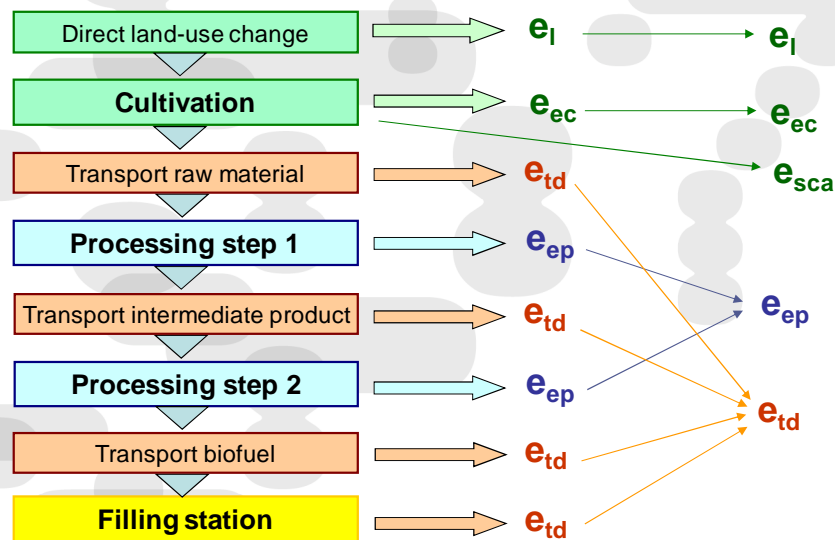 Direct land-use change
e_l
e_l
Cultivation
e_ec
e_ec
e_sca
Transport raw material
e_td
Processing step 1
e_ep
e_ep
Transport intermediate product
e_td
Processing step 2
e_ep
e_td
Transport biofuel
e_td
Filling station
e_td